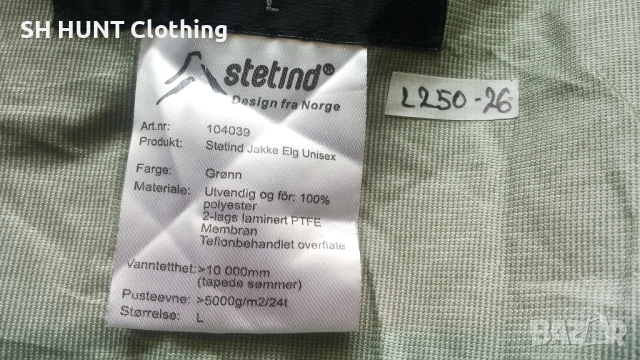 SH HUNT Clothing
L
stetind®
Design fra Norge
L250-26
Art.nr: 104039
Produkt: Stetind Jakke Elg Unisex
Farge: Grønn
Materiale: Utvendig og fôr: 100%
polyester
2-lags laminert PTFE
Membran
Teflonbehandlet overflate
Vanntetthet: >10 000mm
(tapede sømmer)
Pusteevne: >5000g/m2/24t
Størrelse: L
BAZAR